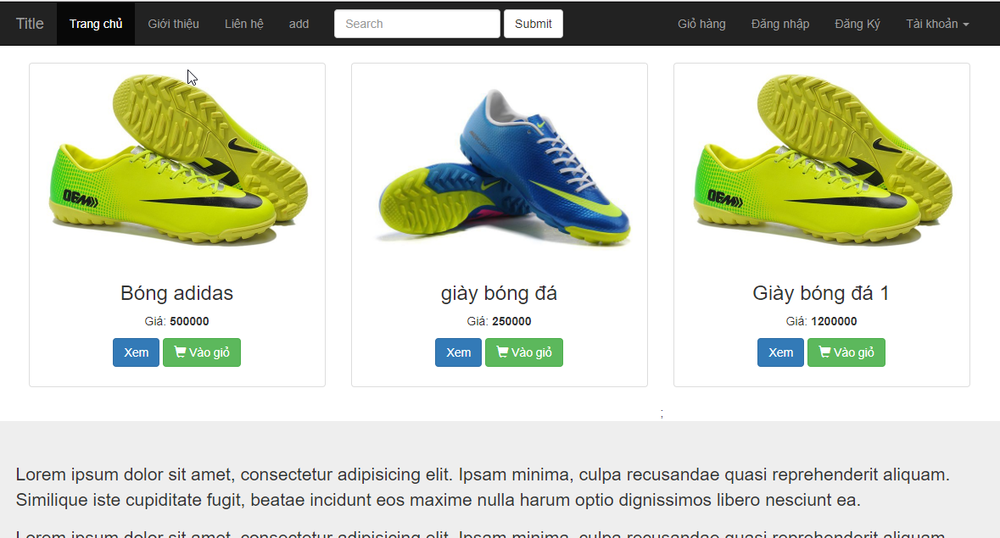 Title Trang chủ Giới thiệu Liên hệ add Search Submit Giỏ hàng Đăng nhập Đăng Ký Tài khoản
OEM
OEM
Bóng adidas
Giá: 500000
Xem Vào giỏ
giày bóng đá
Giá: 250000
Xem Vào giỏ
Giày bóng đá 1
Giá: 1200000
Xem Vào giỏ
;
Lorem ipsum dolor sit amet, consectetur adipisicing elit. Ipsam minima, culpa recusandae quasi reprehenderit aliquam.
Similique iste cupiditate fugit, beatae incidunt eos maxime nulla harum optio dignissimos libero nesciunt ea.
Lorem ipsum dolor sit amet, consectetur adipisicing elit. Ipsam minima, culpa recusandae quasi reprehenderit aliquam.